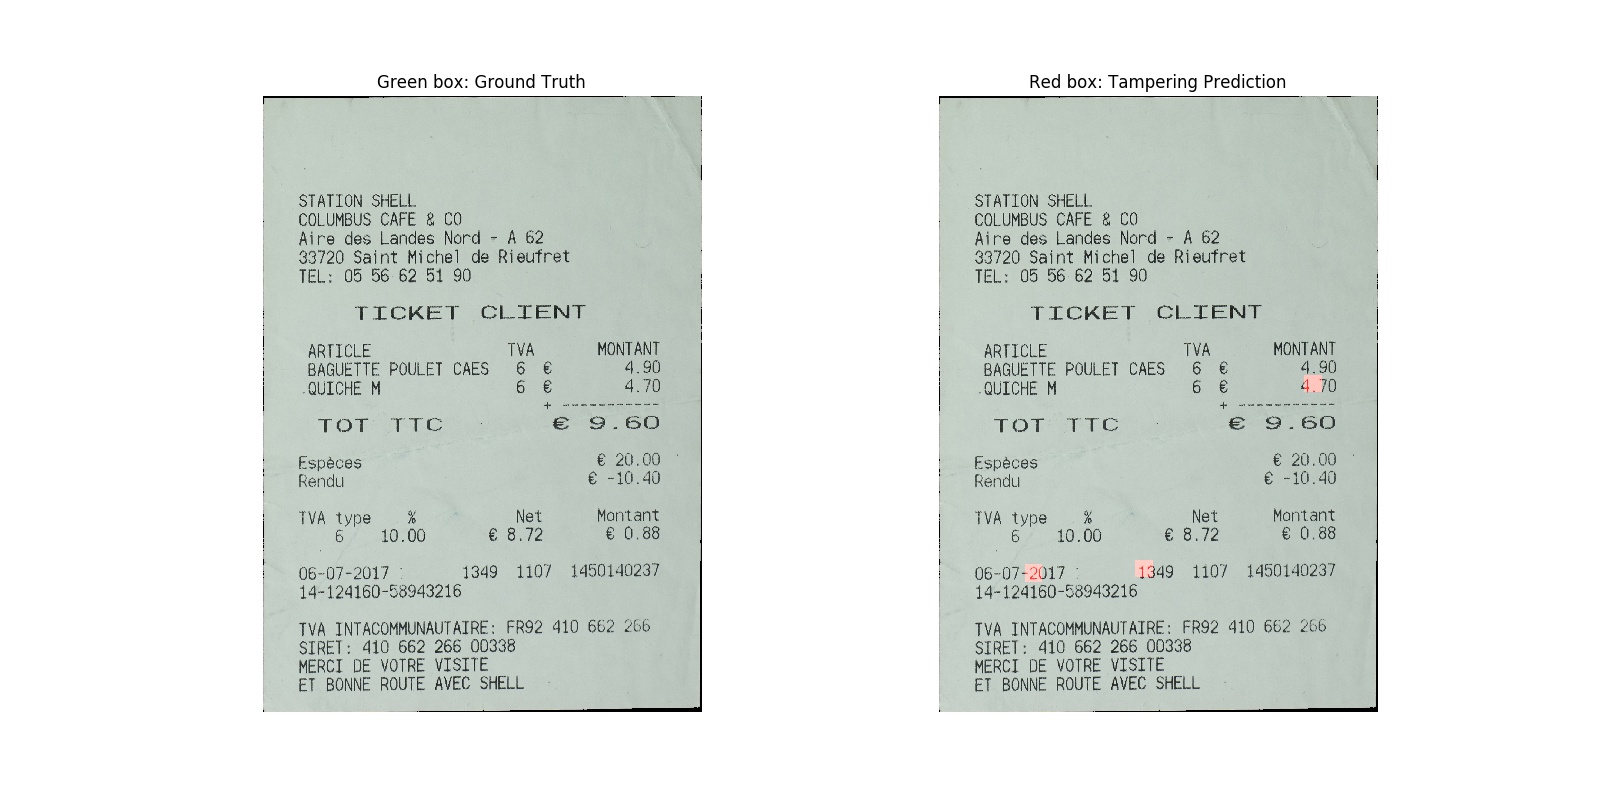 Green box: Ground Truth
STATION SHELL
COLUMBUS CAFE & CO
Aire des Landes Nord - A 62
33720 Saint Michel de Rieufret
TEL: 05 56 62 51 90
TICKET CLIENT
ARTICLE TVA MONTANT
BAGUETTE POULET CAES 6 € 4.90
QUICHE M 6 € 4.70
+ ------------
TOT TTC € 9.60
Espèces € 20.00
Rendu € -10.40
TVA type % Net Montant
6 10.00 € 8.72 € 0.88
06-07-2017 : 1349 1107 1450140237
14-124160-58943216
TVA INTACOMMUNAUTAIRE: FR92 410 662 266
SIRET: 410 662 266 00338
MERCI DE VOTRE VISITE
ET BONNE ROUTE AVEC SHELL
Red box: Tampering Prediction
STATION SHELL
COLUMBUS CAFE & CO
Aire des Landes Nord - A 62
33720 Saint Michel de Rieufret
TEL: 05 56 62 51 90
TICKET CLIENT
ARTICLE TVA MONTANT
BAGUETTE POULET CAES 6 € 4.90
QUICHE M 6 € 4.70
+ ------------
TOT TTC € 9.60
Espèces € 20.00
Rendu € -10.40
TVA type % Net Montant
6 10.00 € 8.72 € 0.88
06-07-2017 : 1349 1107 1450140237
14-124160-58943216
TVA INTACOMMUNAUTAIRE: FR92 410 662 266
SIRET: 410 662 266 00338
MERCI DE VOTRE VISITE
ET BONNE ROUTE AVEC SHELL